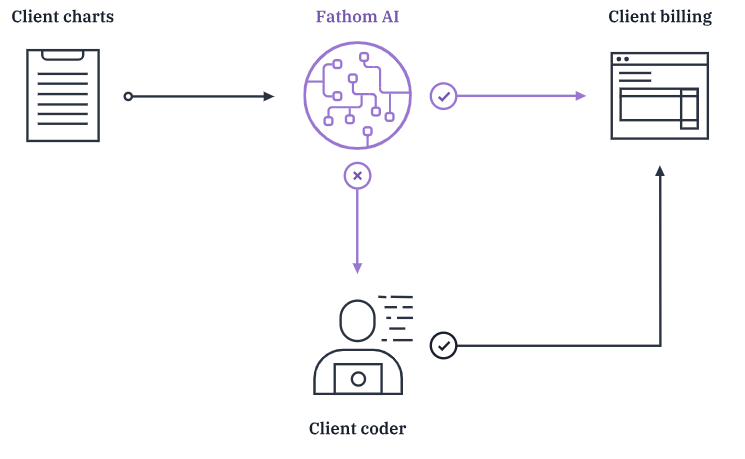 Client charts
Fathom AI
Client billing
Client coder